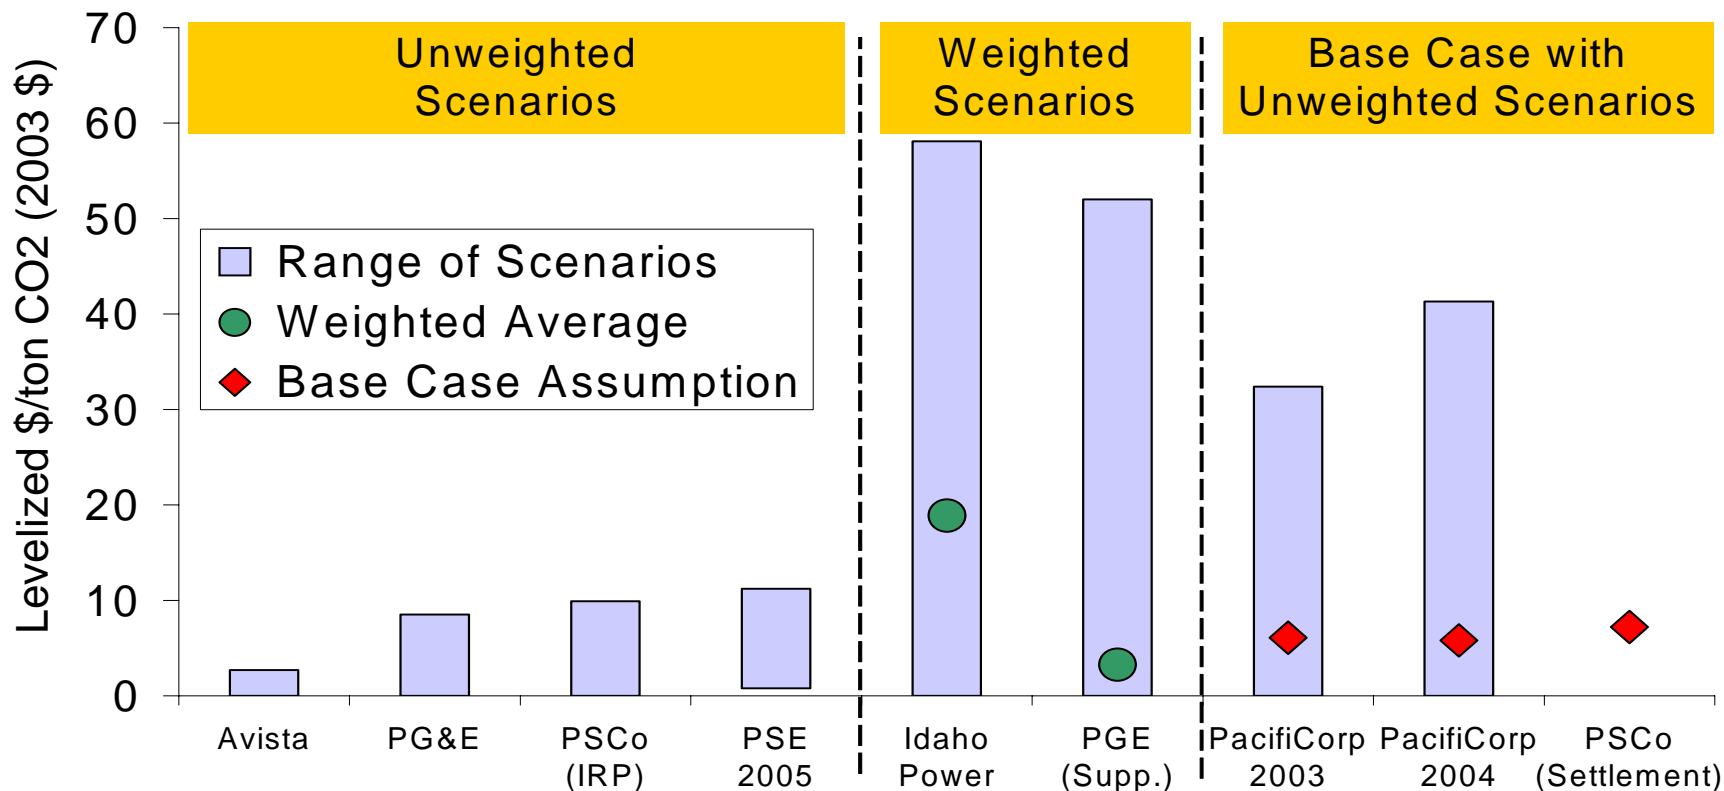 Unweighted
Scenarios
Weighted
Scenarios
Base Case with
Unweighted Scenarios
Levelized $/ton CO2 (2003 $)
70
60
50
40
30
20
10
0
Range of Scenarios
Weighted Average
Base Case Assumption
Avista
PG&E
PSCo
(IRP)
PSE
2005
Idaho
Power
PGE
(Supp.)
PacifiCorp
2003
PacifiCorp
2004
PSCo
(Settlement)